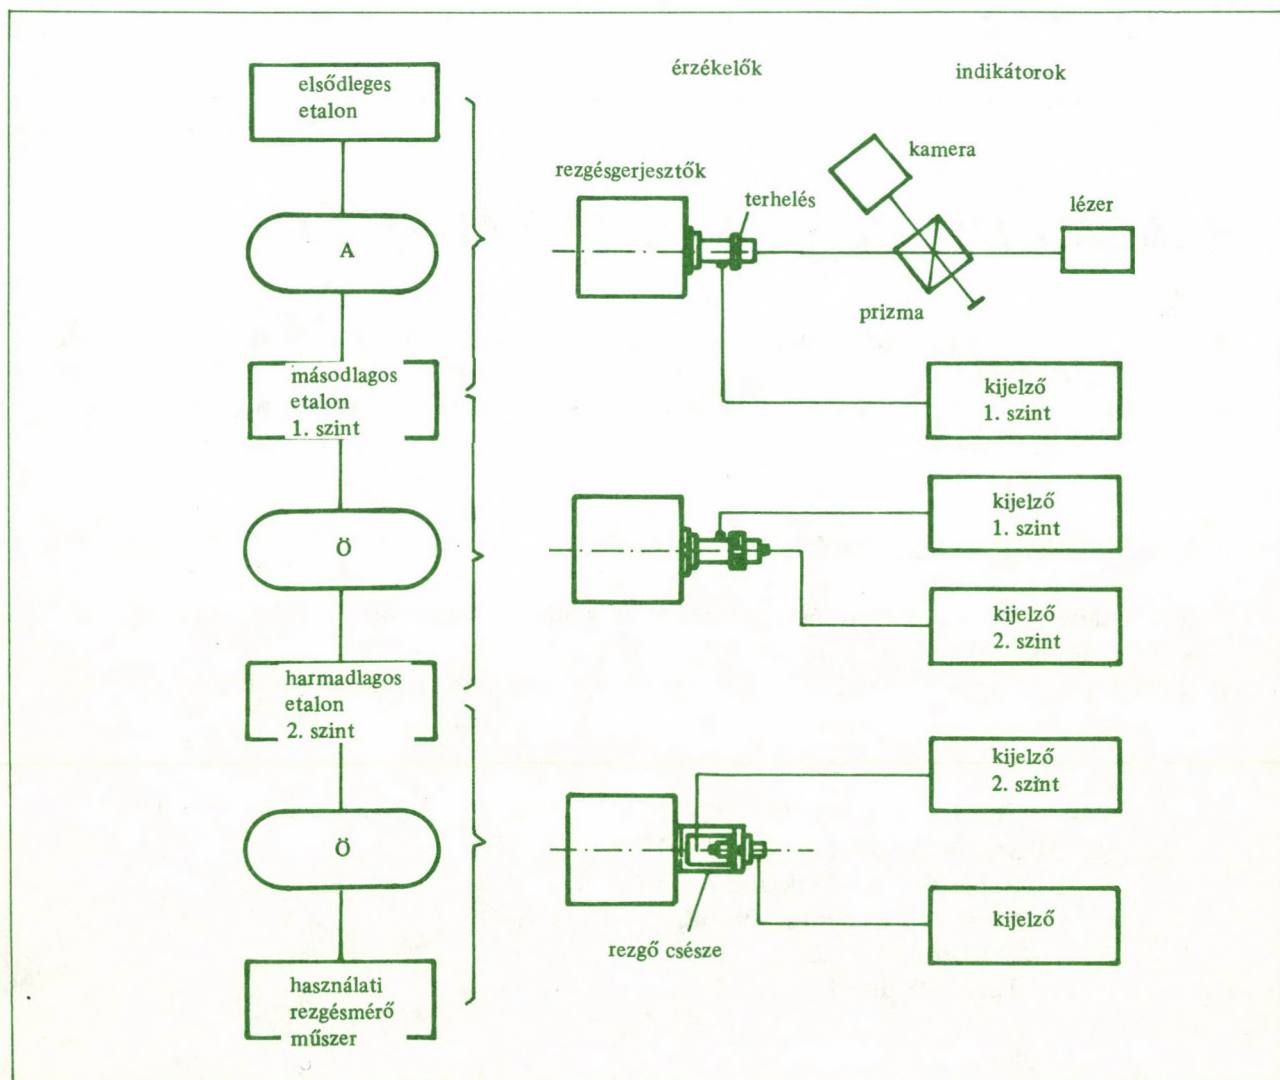 elsődleges
etalon
A
másodlagos
etalon
1. szint
Ö
harmadlagos
etalon
2. szint
Ö
használati
rezgésmérő
műszer
érzékelők
indikátorok
rezgésgerjesztők
terhelés
kamera
lézer
prizma
kijelző
1. szint
kijelző
1. szint
kijelző
2. szint
kijelző
2. szint
rezgő csésze
kijelző